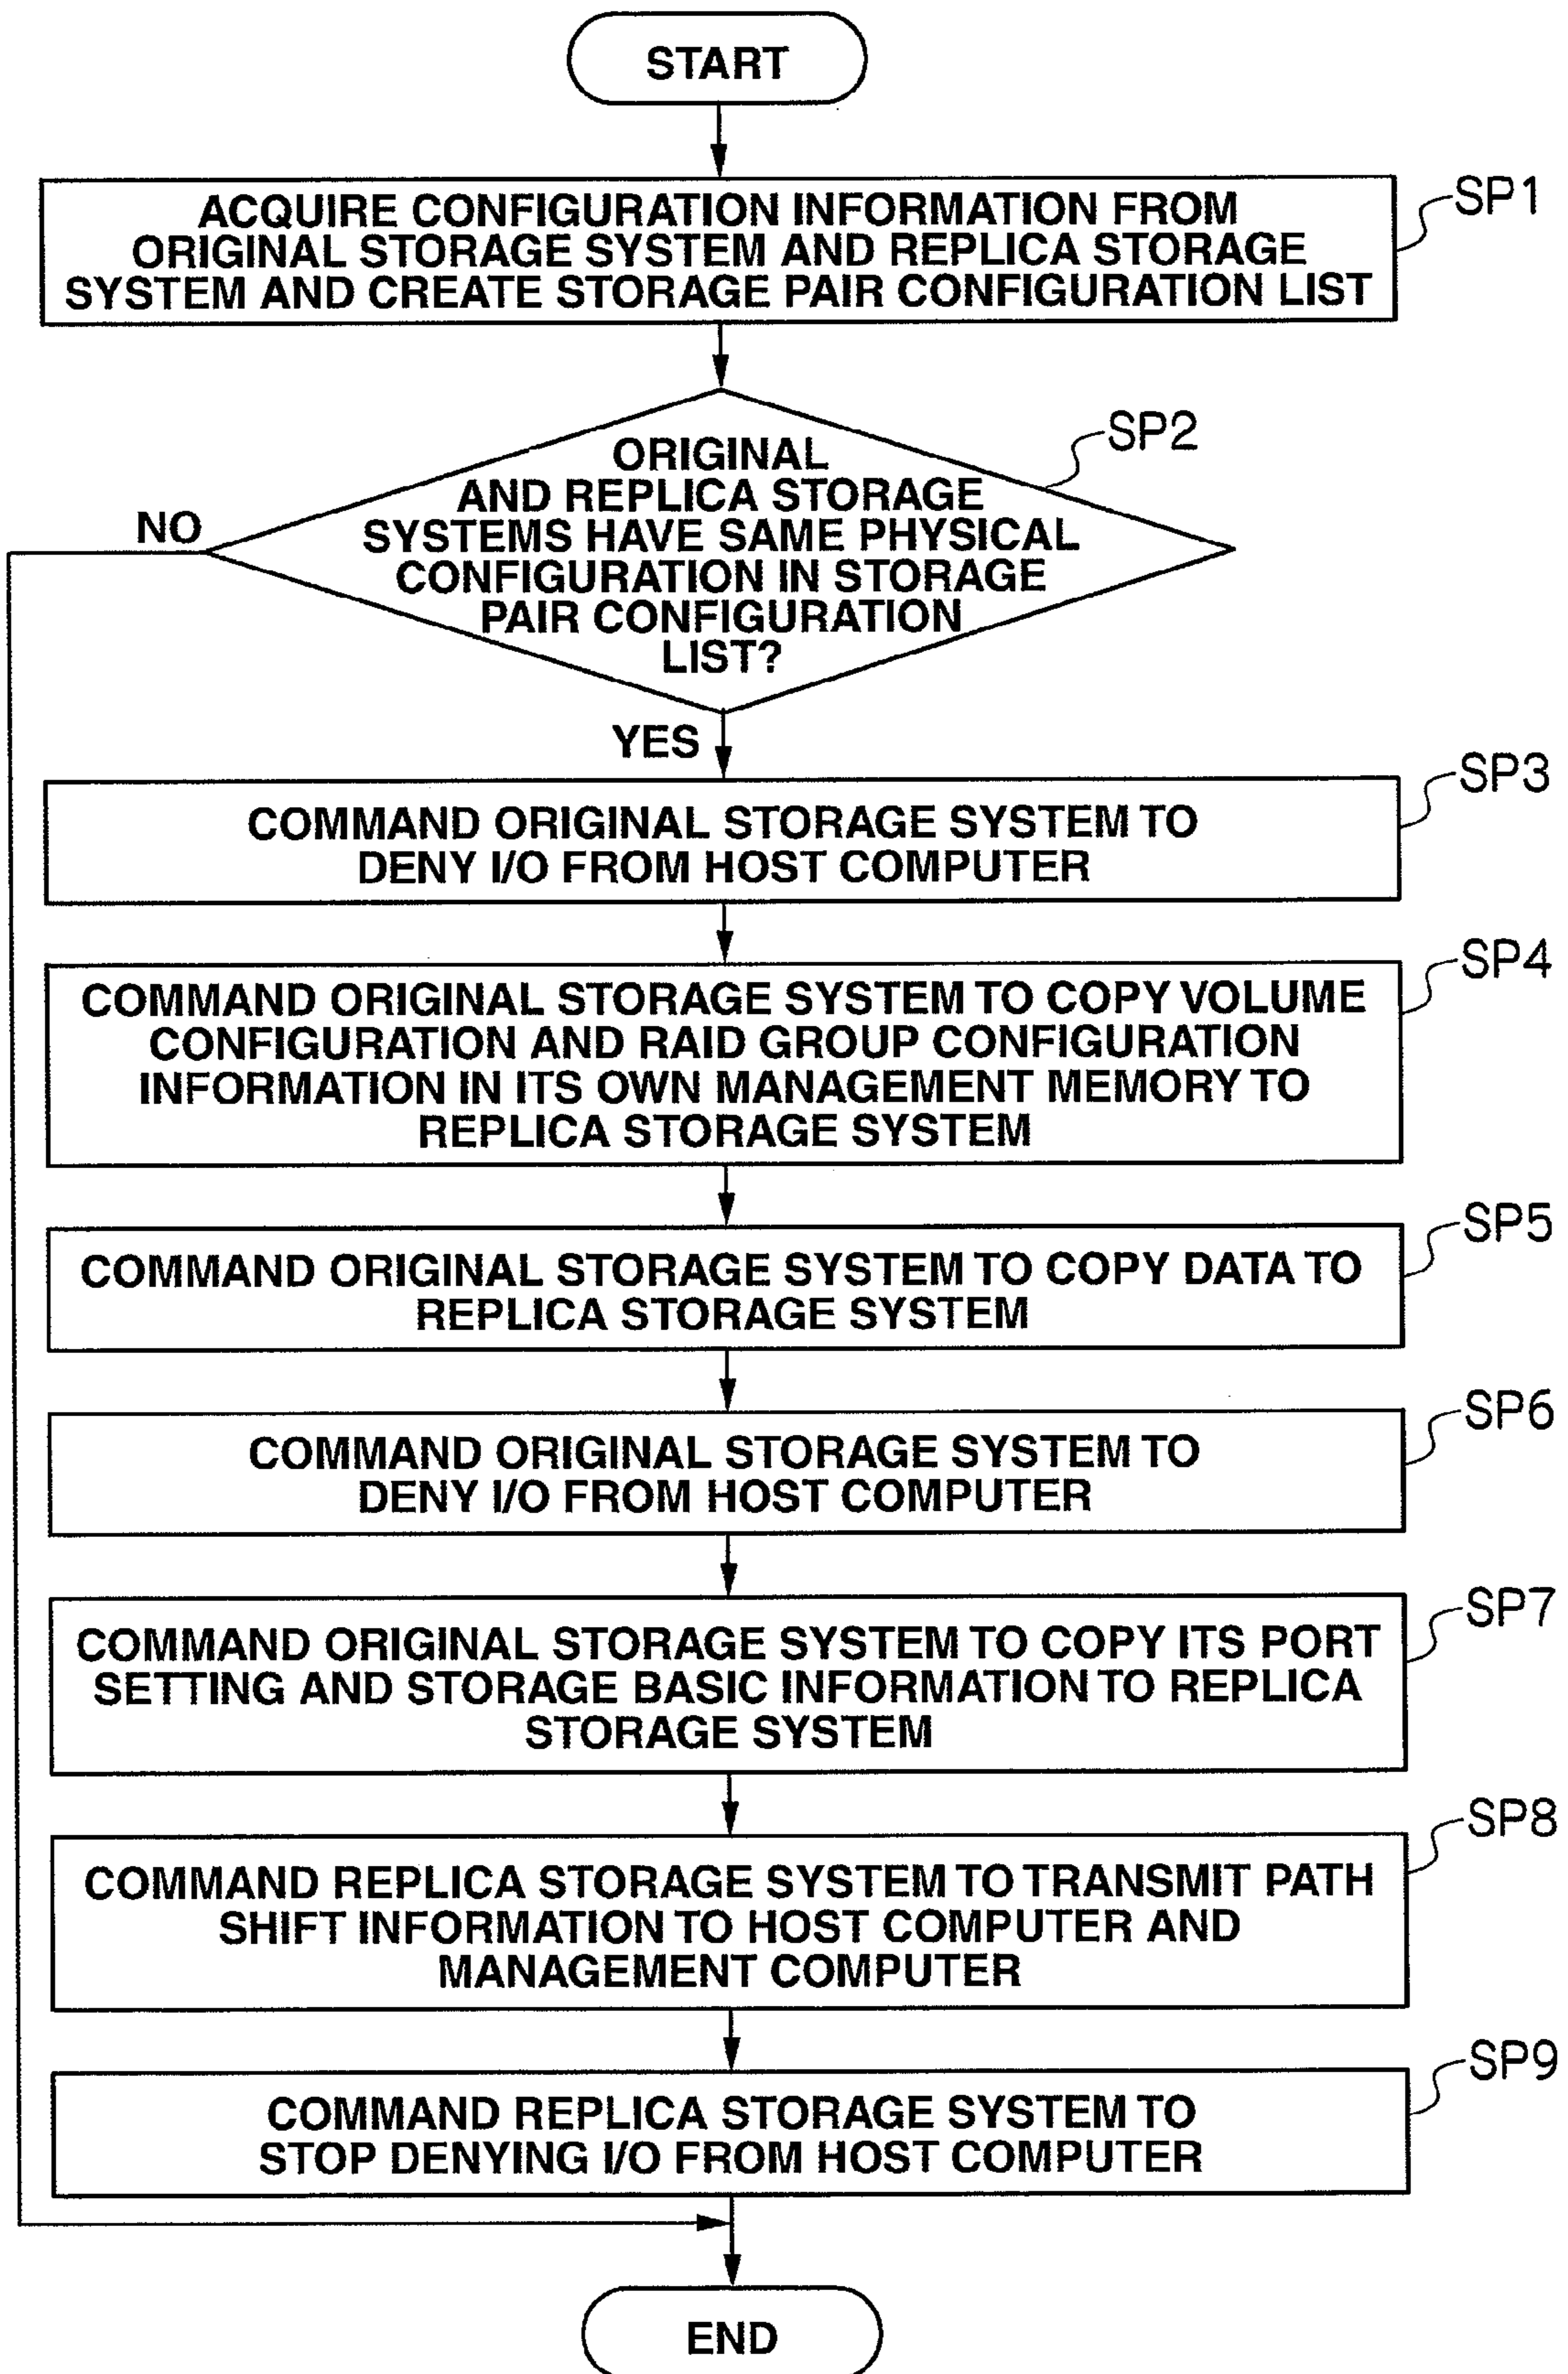 START
ACQUIRE CONFIGURATION INFORMATION FROM
ORIGINAL STORAGE SYSTEM AND REPLICA STORAGE
SYSTEM AND CREATE STORAGE PAIR CONFIGURATION LIST
SP1
SP2
ORIGINAL
AND REPLICA STORAGE
SYSTEMS HAVE SAME PHYSICAL
CONFIGURATION IN STORAGE
PAIR CONFIGURATION
LIST?
NO
YES
SP3
COMMAND ORIGINAL STORAGE SYSTEM TO
DENY I/O FROM HOST COMPUTER
SP4
COMMAND ORIGINAL STORAGE SYSTEM TO COPY VOLUME
CONFIGURATION AND RAID GROUP CONFIGURATION
INFORMATION IN ITS OWN MANAGEMENT MEMORY TO
REPLICA STORAGE SYSTEM
SP5
COMMAND ORIGINAL STORAGE SYSTEM TO COPY DATA TO
REPLICA STORAGE SYSTEM
SP6
COMMAND ORIGINAL STORAGE SYSTEM TO
DENY I/O FROM HOST COMPUTER
SP7
COMMAND ORIGINAL STORAGE SYSTEM TO COPY ITS PORT
SETTING AND STORAGE BASIC INFORMATION TO REPLICA
STORAGE SYSTEM
SP8
COMMAND REPLICA STORAGE SYSTEM TO TRANSMIT PATH
SHIFT INFORMATION TO HOST COMPUTER AND
MANAGEMENT COMPUTER
SP9
COMMAND REPLICA STORAGE SYSTEM TO
STOP DENYING I/O FROM HOST COMPUTER
END